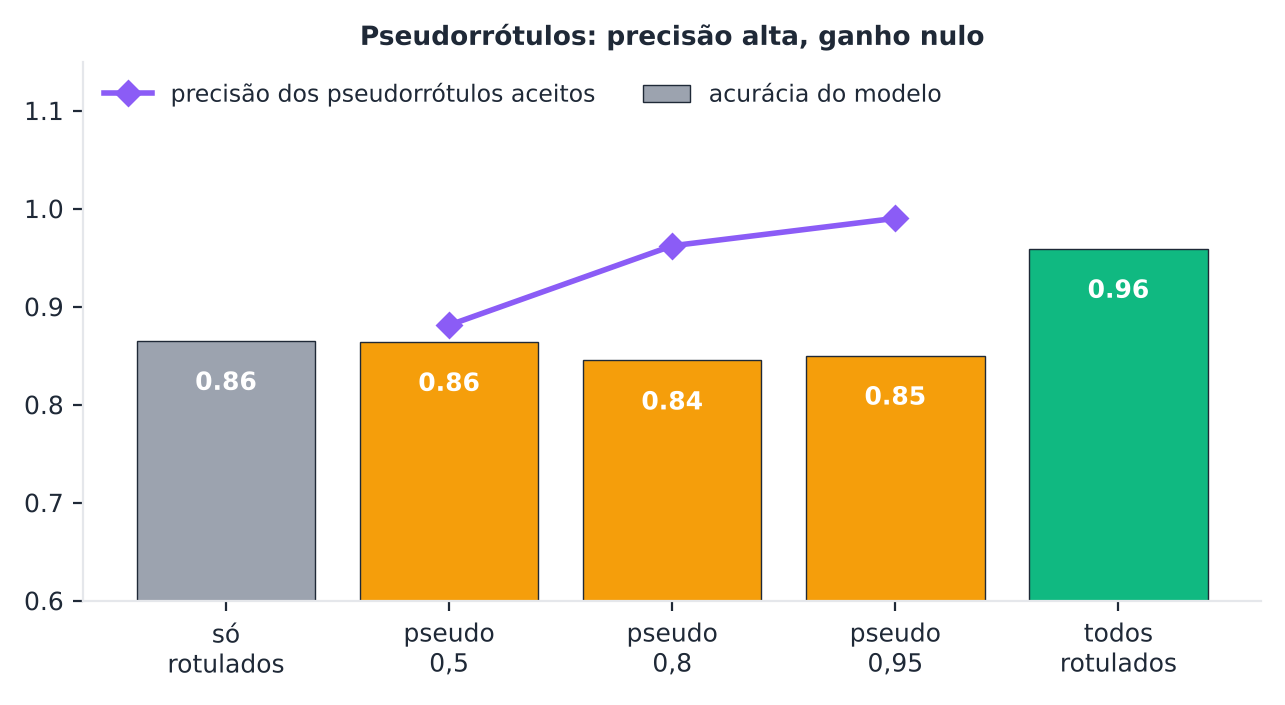 Pseudorrótulos: precisão alta, ganho nulo
precisão dos pseudorrótulos aceitos
acurácia do modelo
1.1
1.0
0.9
0.8
0.7
0.6
0.86
0.86
0.84
0.85
0.96
só
rotulados
pseudo
0,5
pseudo
0,8
pseudo
0,95
todos
rotulados